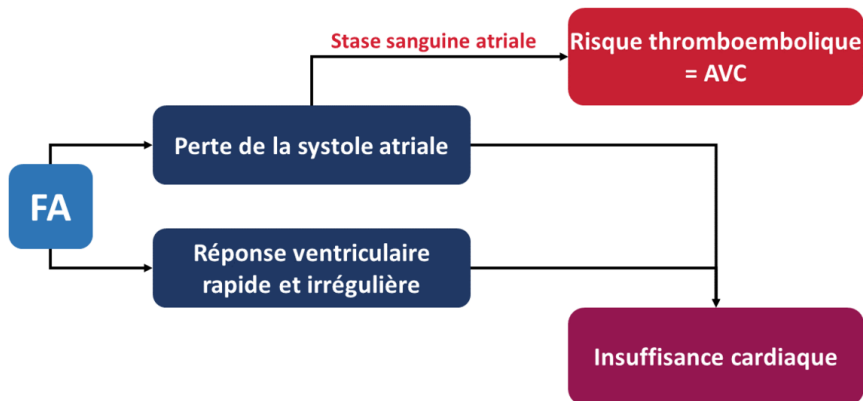 Stase sanguine atriale
Risque thromboembolique
= AVC
Perte de la systole atriale
FA
Réponse ventriculaire
rapide et irrégulière
Insuffisance cardiaque